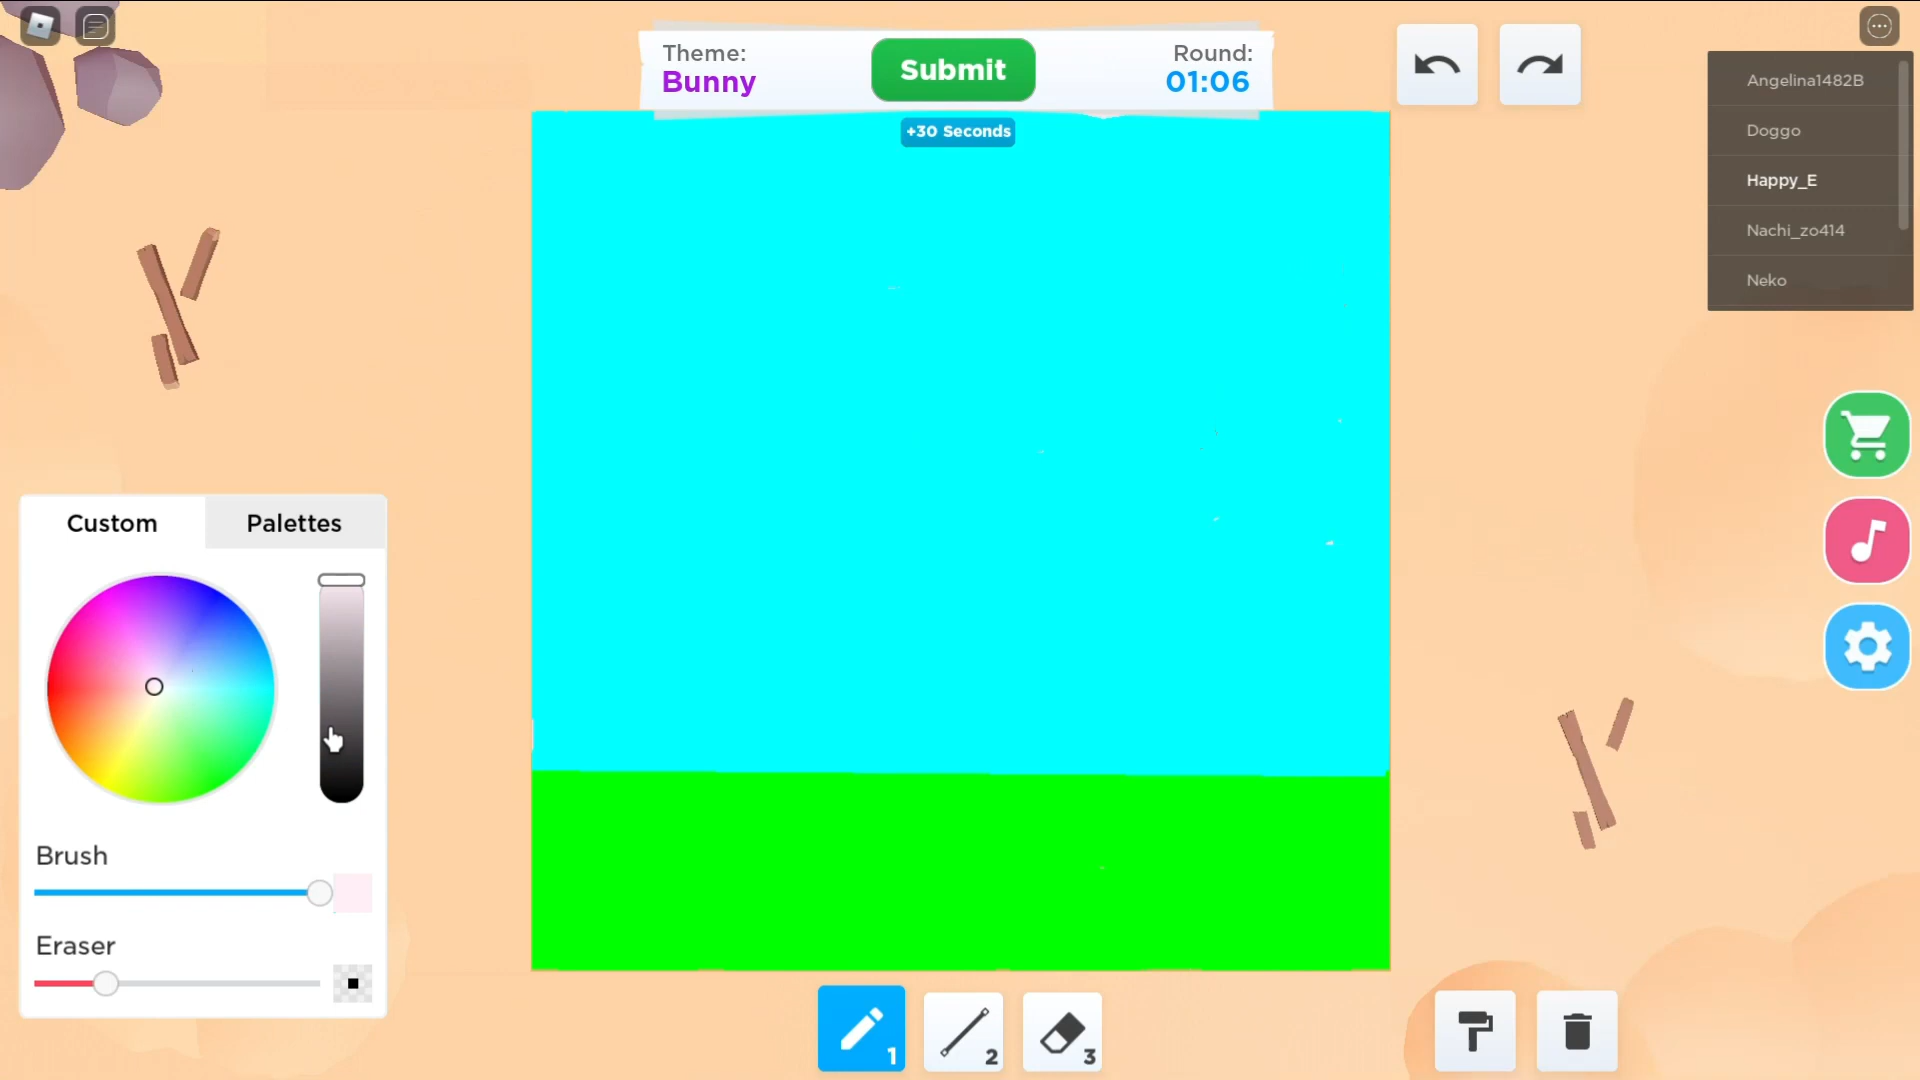 Theme:
Bunny
Submit
Round:
01:06
+30 Seconds
Angelina1482B
Doggo
Happy_E
Nachi_zo414
Neko
Custom
Palettes
Brush
Eraser
1
2
3